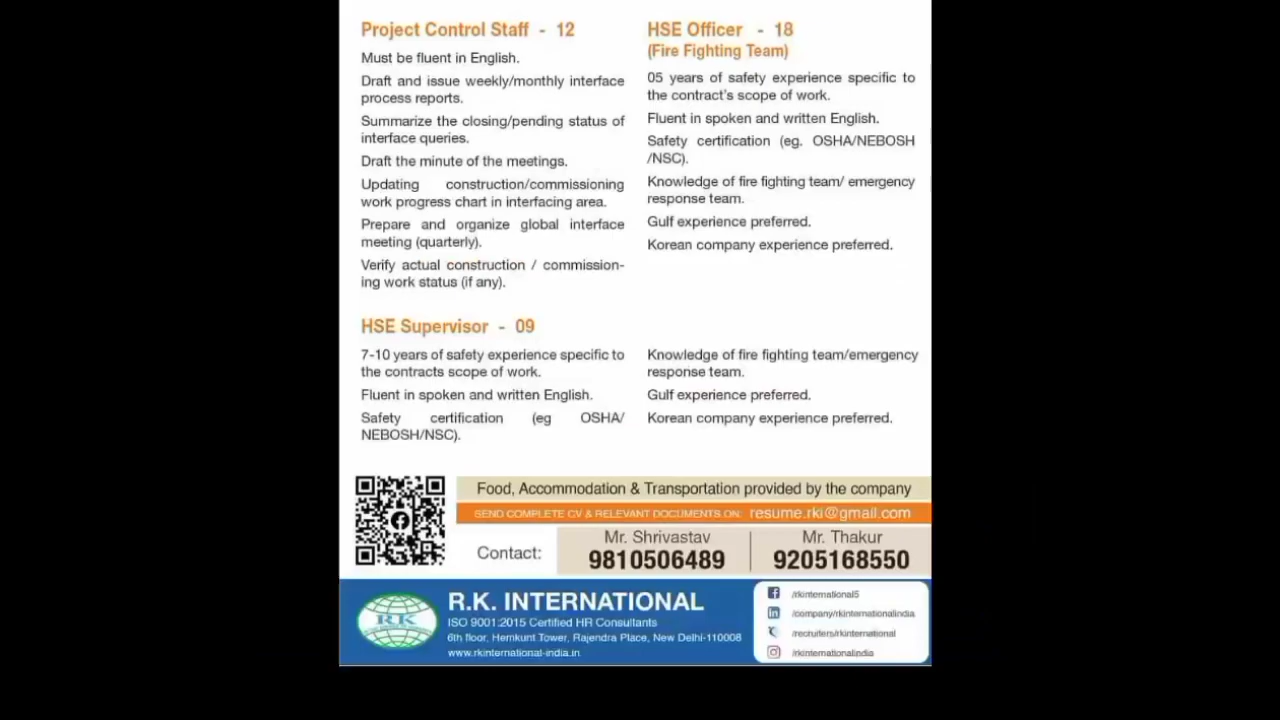 Project Control Staff - 12
Must be fluent in English.
Draft and issue weekly/monthly interface
process reports.
Summarize the closing/pending status of
interface queries.
Draft the minute of the meetings.
Updating construction/commissioning
work progress chart in interfacing area.
Prepare and organize global interface
meeting (quarterly).
Verify actual construction / commission-
ing work status (if any).
HSE Officer - 18
(Fire Fighting Team)
05 years of safety experience specific to
the contract's scope of work.
Fluent in spoken and written English.
Safety certification (eg. OSHA/NEBOSH
/NSC).
Knowledge of fire fighting team/ emergency
response team.
Gulf experience preferred.
Korean company experience preferred.
HSE Supervisor - 09
7-10 years of safety experience specific to
the contracts scope of work.
Fluent in spoken and written English.
Safety certification (eg OSHA/
NEBOSH/NSC).
Knowledge of fire fighting team/emergency
response team.
Gulf experience preferred.
Korean company experience preferred.
Food, Accommodation & Transportation provided by the company
SEND COMPLETE CV & RELEVANT DOCUMENTS ON: resume.rki@gmail.com
Contact:
Mr. Shrivastav
9810506489
Mr. Thakur
9205168550
RK
R.K. INTERNATIONAL
ISO 9001:2015 Certified HR Consultants
6th floor, Hemkunt Tower, Rajendra Place, New Delhi-110008
www.rkinternational-india.in
/rkinternational5
/company/rkinternationalindia
/recruiters/rkinternational
/rkinternationalindia